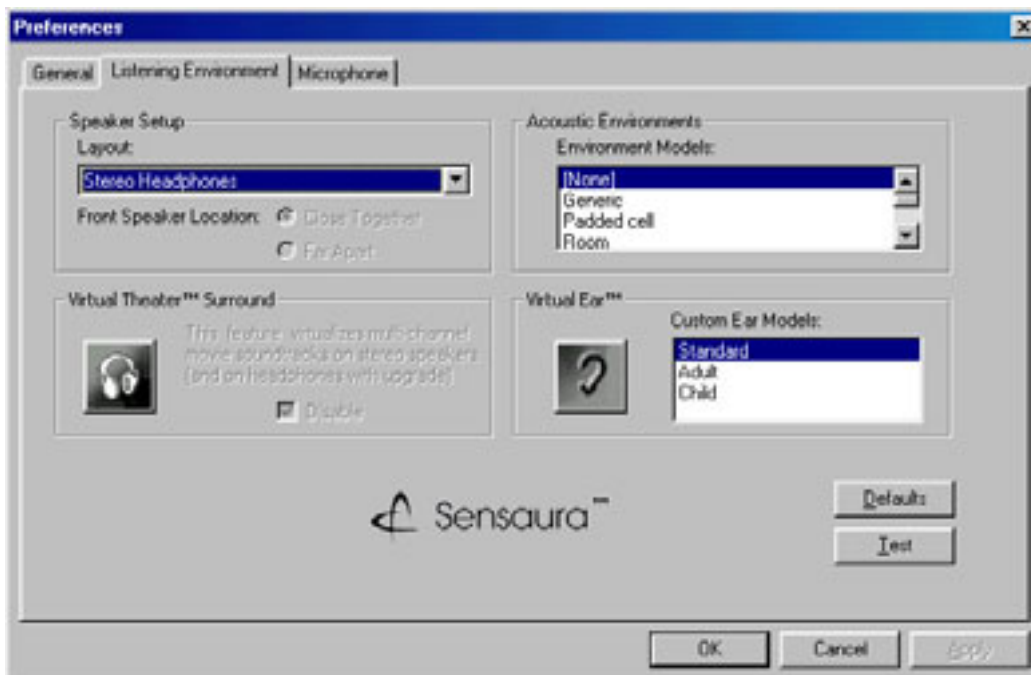 Preferences
General
Listening Environment
Microphone
Speaker Setup
Layout:
Stereo Headphones
Front Speaker Location:
Close Together
Far Apart
Acoustic Environments
Environment Models:
[None]
Generic
Padded cell
Room
Virtual Theater™ Surround
This feature virtualizes multi-channel
movie soundtracks on stereo speakers
(and on headphones with upgrade)
Disable
Virtual Ear™
Custom Ear Models:
Standard
Adult
Child
Sensaura™
Defaults
Test
OK
Cancel
Apply